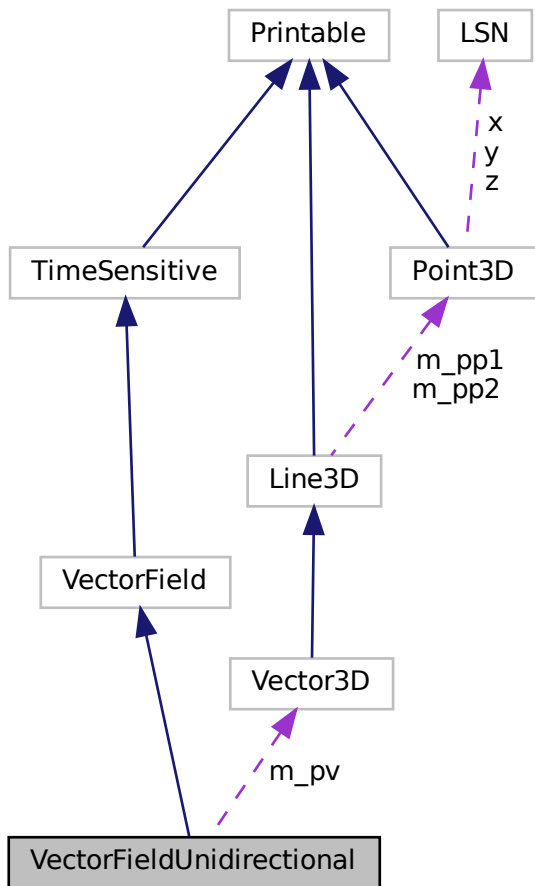 Printable
LSN
x
y
z
TimeSensitive
Point3D
m_pp1
m_pp2
Line3D
VectorField
Vector3D
m_pv
VectorFieldUnidirectional